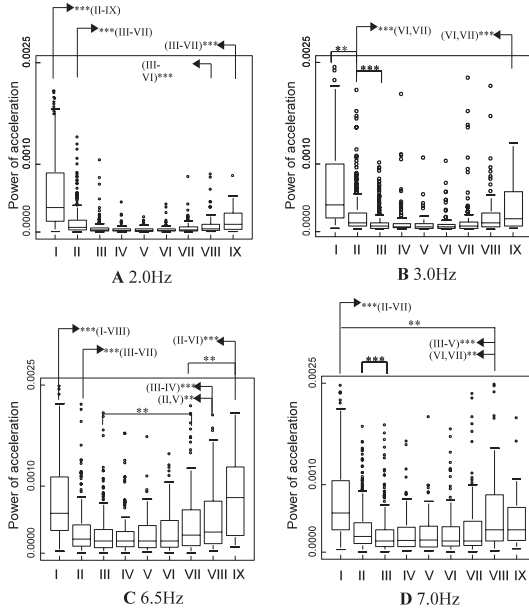 ***(II-IX)
***(III-VII)
(III-VII)***
(III-
VI)***
0.0025
0.0010
0.0000
Power of acceleration
I II III IV V VI VII VIII IX
A 2.0Hz
***(VI,VII)
(VI,VII)***
**
***
0.0025
0.0010
0.0000
Power of acceleration
I II III IV V VI VII VIII IX
B 3.0Hz
***(I-VIII)
(II-VI)***
***(III-VII)
**
(III-IV)***
(II,V)**
**
0.0025
0.0010
0.0000
Power of acceleration
I II III IV V VI VII VIII IX
C 6.5Hz
***(II-VII)
**
(III-V)***
(VI,VII)**
***
0.0025
0.0010
0.0000
Power of acceleration
I II III IV V VI VII VIII IX
D 7.0Hz